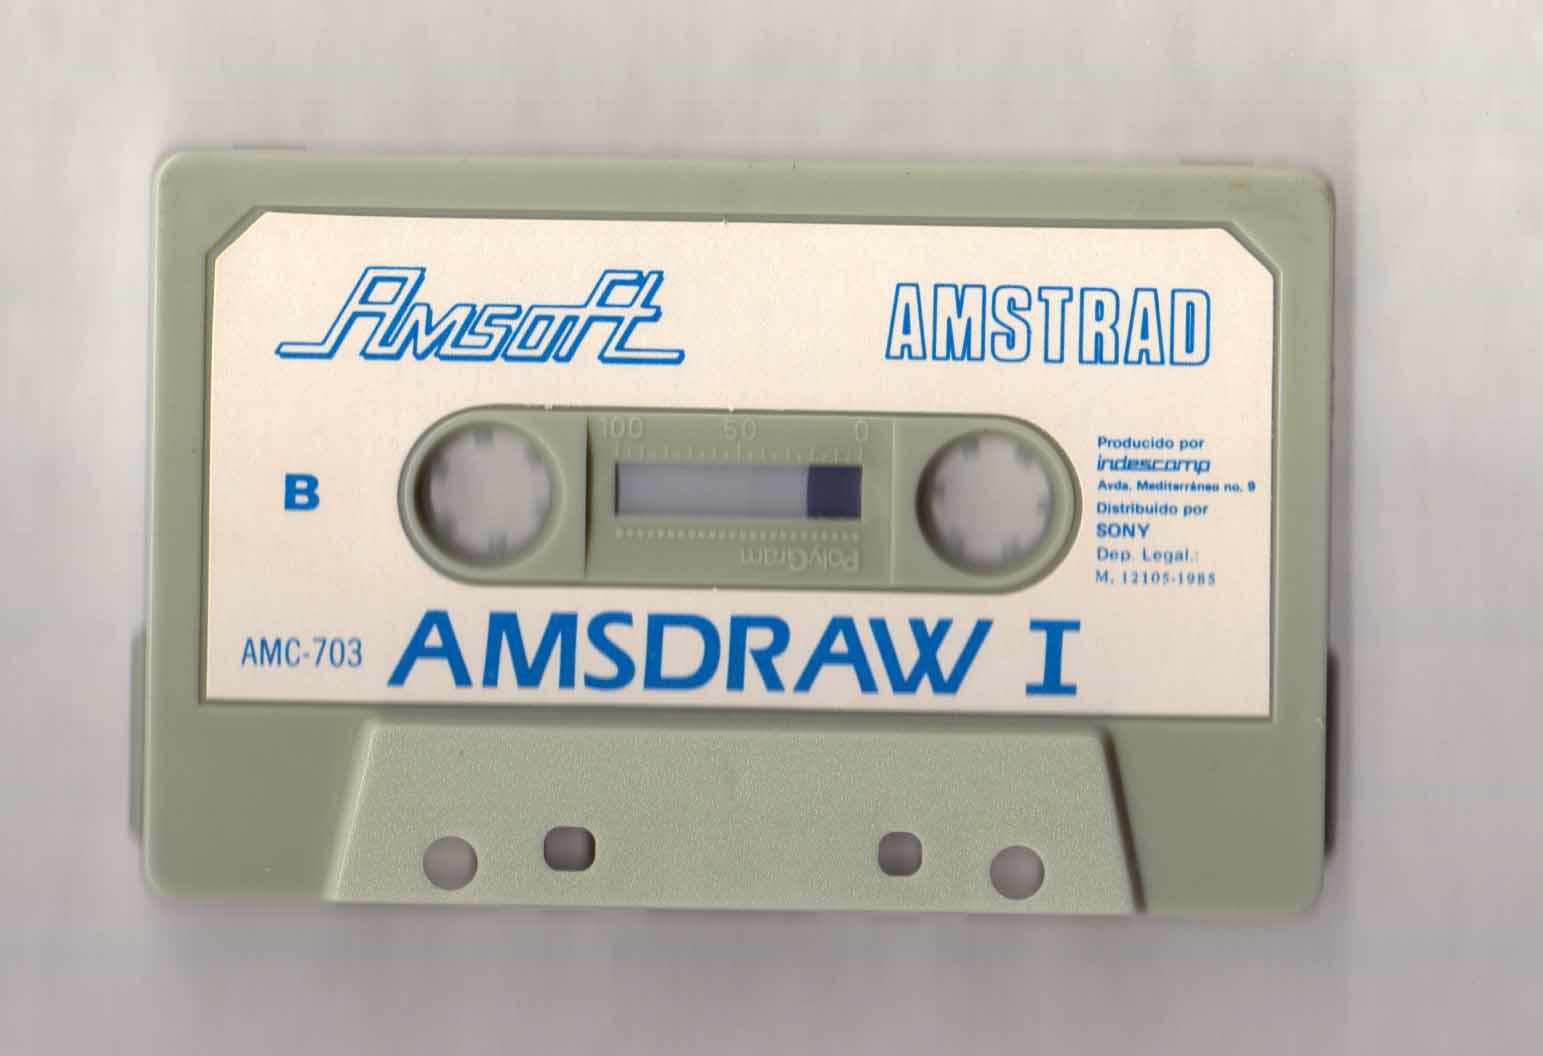 Amsoft
AMSTRAD
100 50 0
B
PolyGram
Producido por
indescomp
Avda. Mediterráneo no. 9
Distribuido por
SONY
Dep. Legal.:
M. 12105-1985
AMC-703
AMSDRAW I